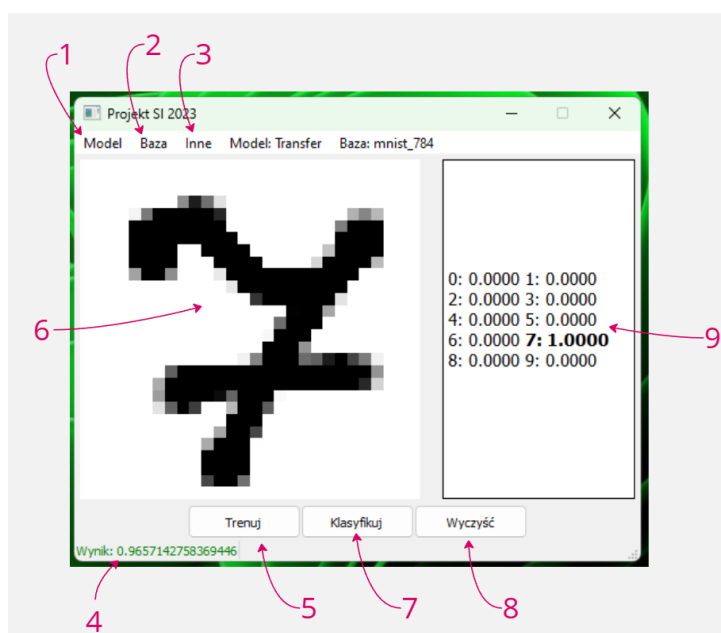 1
2
3
Projekt SI 2023
Model Baza Inne Model: Transfer Baza: mnist_784
6
0: 0.0000 1: 0.0000
2: 0.0000 3: 0.0000
4: 0.0000 5: 0.0000
6: 0.0000 7: 1.0000
8: 0.0000 9: 0.0000
9
Trenuj Klasyfikuj Wyczyść
Wynik: 0.9657142758369446
4
5
7
8